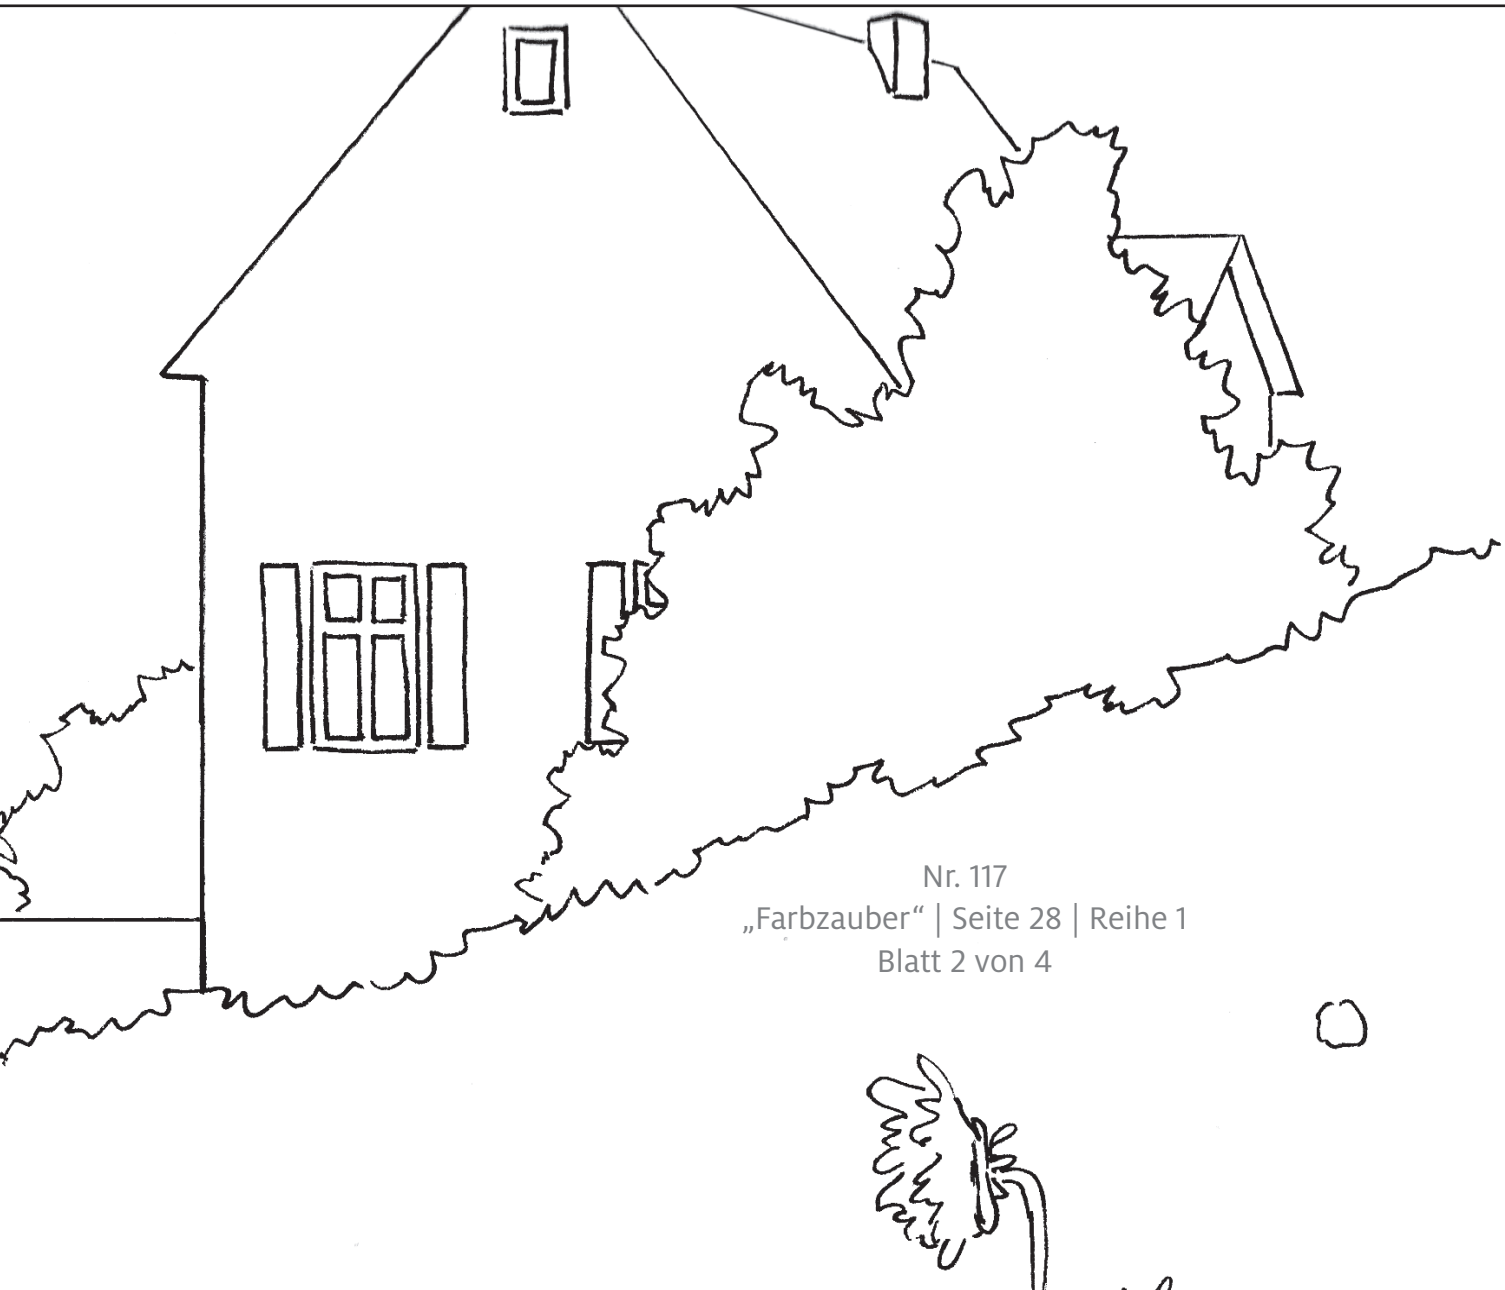 Nr. 117
„Farbzauber“ | Seite 28 | Reihe 1
Blatt 2 von 4